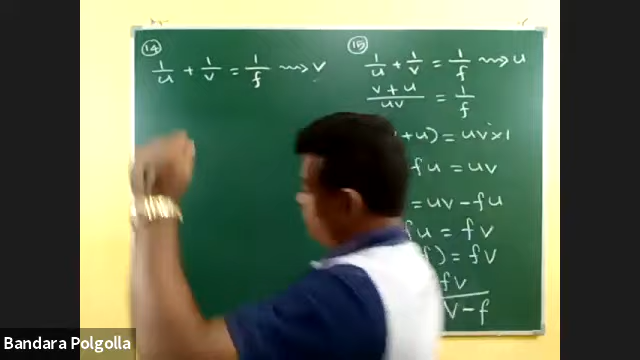 14
1/u + 1/v = 1/f ⟿ v
15
1/u + 1/v = 1/f ⟿ u
(v + u)/uv = 1/f
+ u) = uv × 1
fu = uv
= uv − fu
fu = fv
f) = fv
fv
v − f
Bandara Polgolla